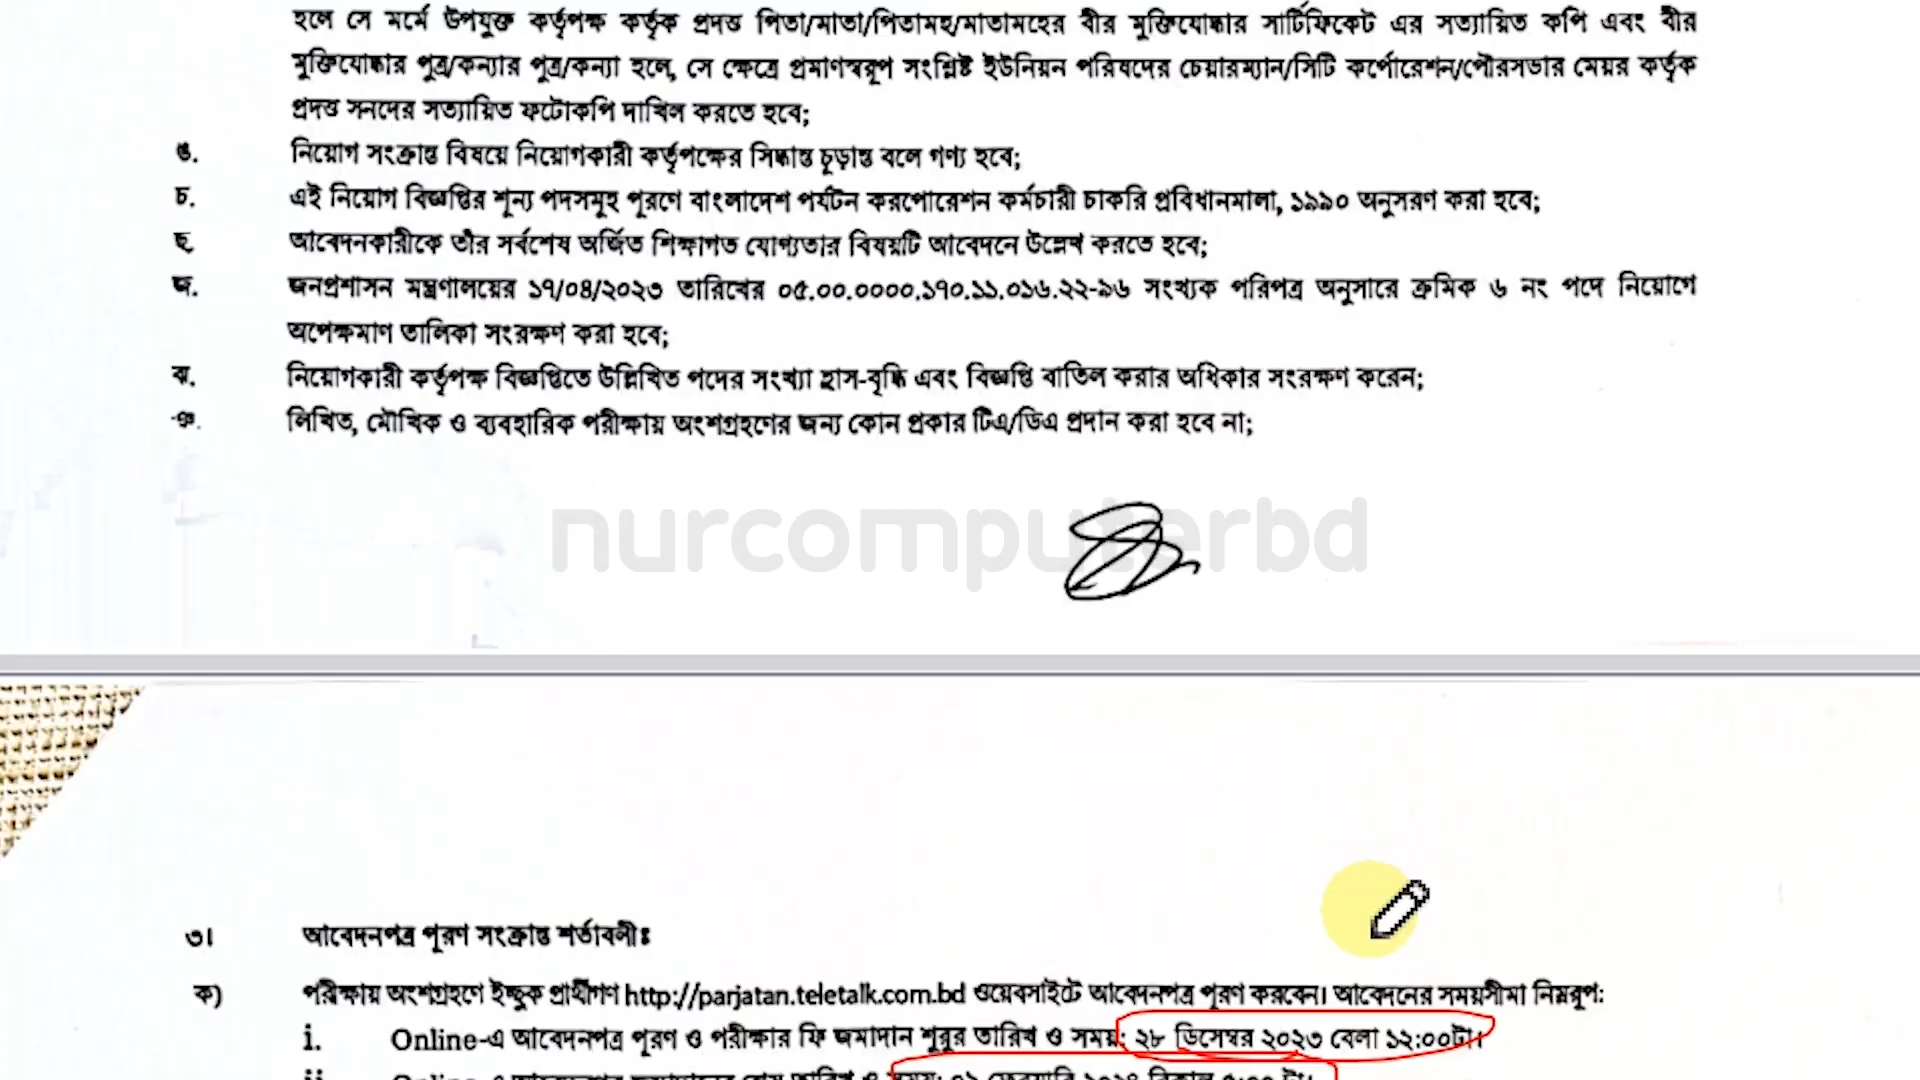 হলে সে মর্মে উপযুক্ত কর্তৃপক্ষ কর্তৃক প্রদত্ত পিতা/মাতা/পিতামহ/মাতামহের বীর মুক্তিযোদ্ধার সার্টিফিকেট এর সত্যায়িত কপি এবং বীর
মুক্তিযোদ্ধার পুত্র/কন্যার পুত্র/কন্যা হলে, সে ক্ষেত্রে প্রমাণস্বরূপ সংশ্লিষ্ট ইউনিয়ন পরিষদের চেয়ারম্যান/সিটি কর্পোরেশন/পৌরসভার মেয়র কর্তৃক
প্রদত্ত সনদের সত্যায়িত ফটোকপি দাখিল করতে হবে;
ঙ. নিয়োগ সংক্রান্ত বিষয়ে নিয়োগকারী কর্তৃপক্ষের সিদ্ধান্ত চূড়ান্ত বলে গণ্য হবে;
চ. এই নিয়োগ বিজ্ঞপ্তির শূন্য পদসমূহ পূরণে বাংলাদেশ পর্যটন করপোরেশন কর্মচারী চাকরি প্রবিধানমালা, ১৯৯০ অনুসরণ করা হবে;
ছ. আবেদনকারীকে তাঁর সর্বশেষ অর্জিত শিক্ষাগত যোগ্যতার বিষয়টি আবেদনে উল্লেখ করতে হবে;
জ. জনপ্রশাসন মন্ত্রণালয়ের ১৭/০৪/২০২৩ তারিখের ০৫.০০.০০০০.১৭০.১১.০১৬.২২-৯৬ সংখ্যক পরিপত্র অনুসারে ক্রমিক ৬ নং পদে নিয়োগে
অপেক্ষমাণ তালিকা সংরক্ষণ করা হবে;
ঝ. নিয়োগকারী কর্তৃপক্ষ বিজ্ঞপ্তিতে উল্লিখিত পদের সংখ্যা হ্রাস-বৃদ্ধি এবং বিজ্ঞপ্তি বাতিল করার অধিকার সংরক্ষণ করেন;
ঞ. লিখিত, মৌখিক ও ব্যবহারিক পরীক্ষায় অংশগ্রহণের জন্য কোন প্রকার টিএ/ডিএ প্রদান করা হবে না;
nurcomputerbd
৩। আবেদনপত্র পূরণ সংক্রান্ত শর্তাবলীঃ
ক) পরীক্ষায় অংশগ্রহণে ইচ্ছুক প্রার্থীগণ http://parjatan.teletalk.com.bd ওয়েবসাইটে আবেদনপত্র পূরণ করবেন। আবেদনের সময়সীমা নিম্নরূপ:
i. Online-এ আবেদনপত্র পূরণ ও পরীক্ষার ফি জমাদান শুরুর তারিখ ও সময়: ২৮ ডিসেম্বর ২০২৩ বেলা ১২:০০টা।